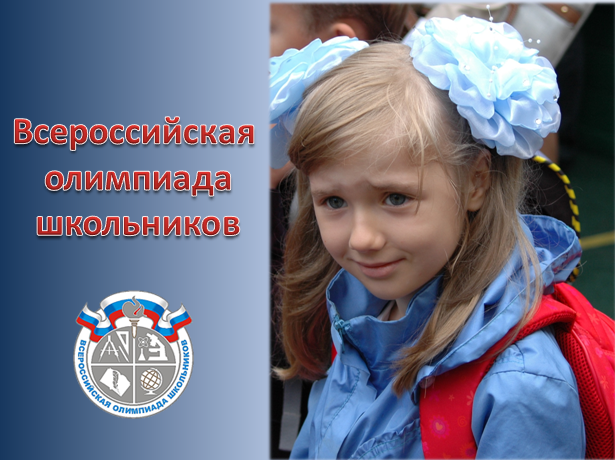 Всероссийская
олимпиада
школьников
ВСЕРОССИЙСКАЯ ОЛИМПИАДА ШКОЛЬНИКОВ